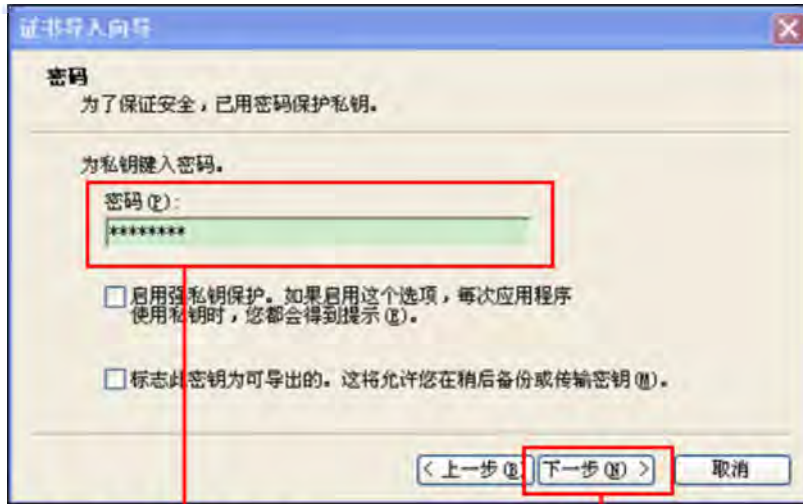 证书导入向导
密码
为了保证安全，已用密码保护私钥。
为私钥键入密码。
密码(P):
********
启用强私钥保护。如果启用这个选项，每次应用程序
使用私钥时，您都会得到提示(E)。
标志此密钥为可导出的。这将允许您在稍后备份或传输密钥(M)。
< 上一步(B)
下一步(N) >
取消